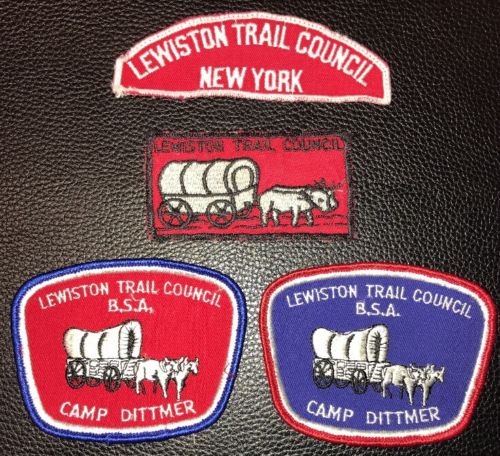 LEWISTON TRAIL COUNCIL
NEW YORK
LEWISTON TRAIL COUNCIL
LEWISTON TRAIL COUNCIL
B.S.A.
CAMP DITTMER
LEWISTON TRAIL COUNCIL
B.S.A.
CAMP DITTMER